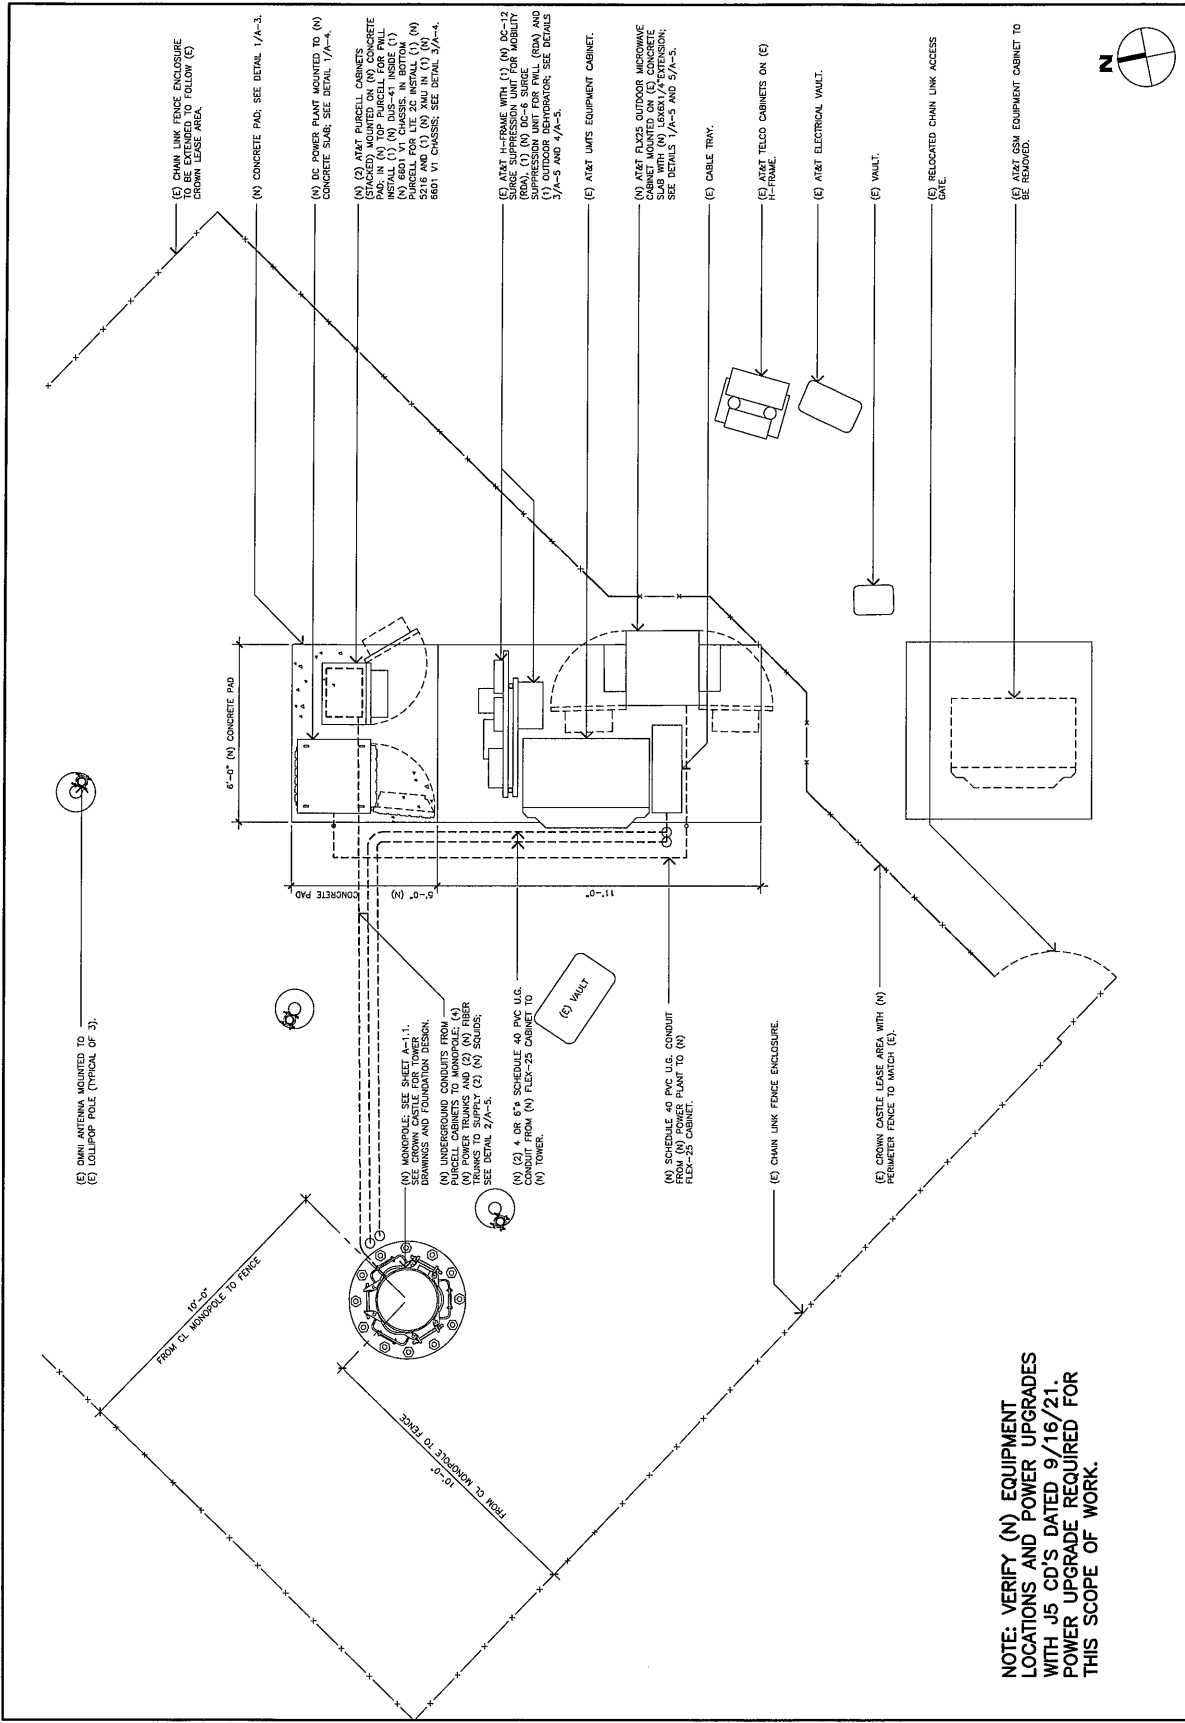 (E) CHAIN LINK FENCE ENCLOSURE
TO BE EXTENDED TO FOLLOW (E)
CROWN LEASE AREA.
(N) CONCRETE PAD; SEE DETAIL 1/A-3.
(N) DC POWER PLANT MOUNTED TO (N)
CONCRETE SLAB; SEE DETAIL 1/A-4.
(N) (2) AT&T PURCELL CABINETS
(STACKED) MOUNTED ON (N) CONCRETE
PAD; IN (N) TOP PURCELL FOR FWLL
INSTALL (1) (N) DUS-41 INSIDE (1)
(N) 6601 V1 CHASSIS. IN BOTTOM
PURCELL FOR LTE 2C INSTALL (1) (N)
5216 AND (1) (N) XMU IN (1) (N)
6601 V1 CHASSIS; SEE DETAIL 3/A-4.
(E) AT&T H-FRAME WITH (1) (N) DC-12
SURGE SUPPRESSION UNIT FOR MOBILITY
(RDA), (1) (N) DC-6 SURGE
SUPPRESSION UNIT FOR FWLL (RDA) AND
(1) OUTDOOR DEHYDRATOR; SEE DETAILS
3/A-5 AND 4/A-5.
(E) AT&T UMTS EQUIPMENT CABINET.
(N) AT&T FLX25 OUTDOOR MICROWAVE
CABINET MOUNTED ON (E) CONCRETE
SLAB WITH (N) L6X6X1/4"EXTENSION;
SEE DETAILS 1/A-5 AND 5/A-5.
(E) CABLE TRAY.
(E) AT&T TELCO CABINETS ON (E)
H-FRAME.
(E) AT&T ELECTRICAL VAULT.
(E) VAULT.
(E) RELOCATED CHAIN LINK ACCESS
GATE.
(E) AT&T GSM EQUIPMENT CABINET TO
BE REMOVED.
N
6'-0" (N) CONCRETE PAD
5'-0" (N) CONCRETE PAD
11'-0"
(E) OMNI ANTENNA MOUNTED TO
(E) LOLLIPOP POLE (TYPICAL OF 3).
(N) MONOPOLE; SEE SHEET A-1.1.
SEE CROWN CASTLE FOR TOWER
DRAWINGS AND FOUNDATION DESIGN.
(N) UNDERGROUND CONDUITS FROM
PURCELL CABINETS TO MONOPOLE; (4)
(N) POWER TRUNKS AND (2) (N) FIBER
TRUNKS TO SUPPLY (2) (N) SQUIDS;
SEE DETAIL 2/A-5.
(N) (2) 4 OR 6"ø SCHEDULE 40 PVC U.G.
CONDUIT FROM (N) FLEX-25 CABINET TO
(N) TOWER.
(E) VAULT
(N) SCHEDULE 40 PVC U.G. CONDUIT
FROM (N) POWER PLANT TO (N)
FLEX-25 CABINET.
(E) CHAIN LINK FENCE ENCLOSURE.
(E) CROWN CASTLE LEASE AREA WITH (N)
PERIMETER FENCE TO MATCH (E).
10'-0"
FROM CL MONOPOLE TO FENCE
10'-0"
FROM CL MONOPOLE TO FENCE
NOTE: VERIFY (N) EQUIPMENT
LOCATIONS AND POWER UPGRADES
WITH J5 CD'S DATED 9/16/21.
POWER UPGRADE REQUIRED FOR
THIS SCOPE OF WORK.